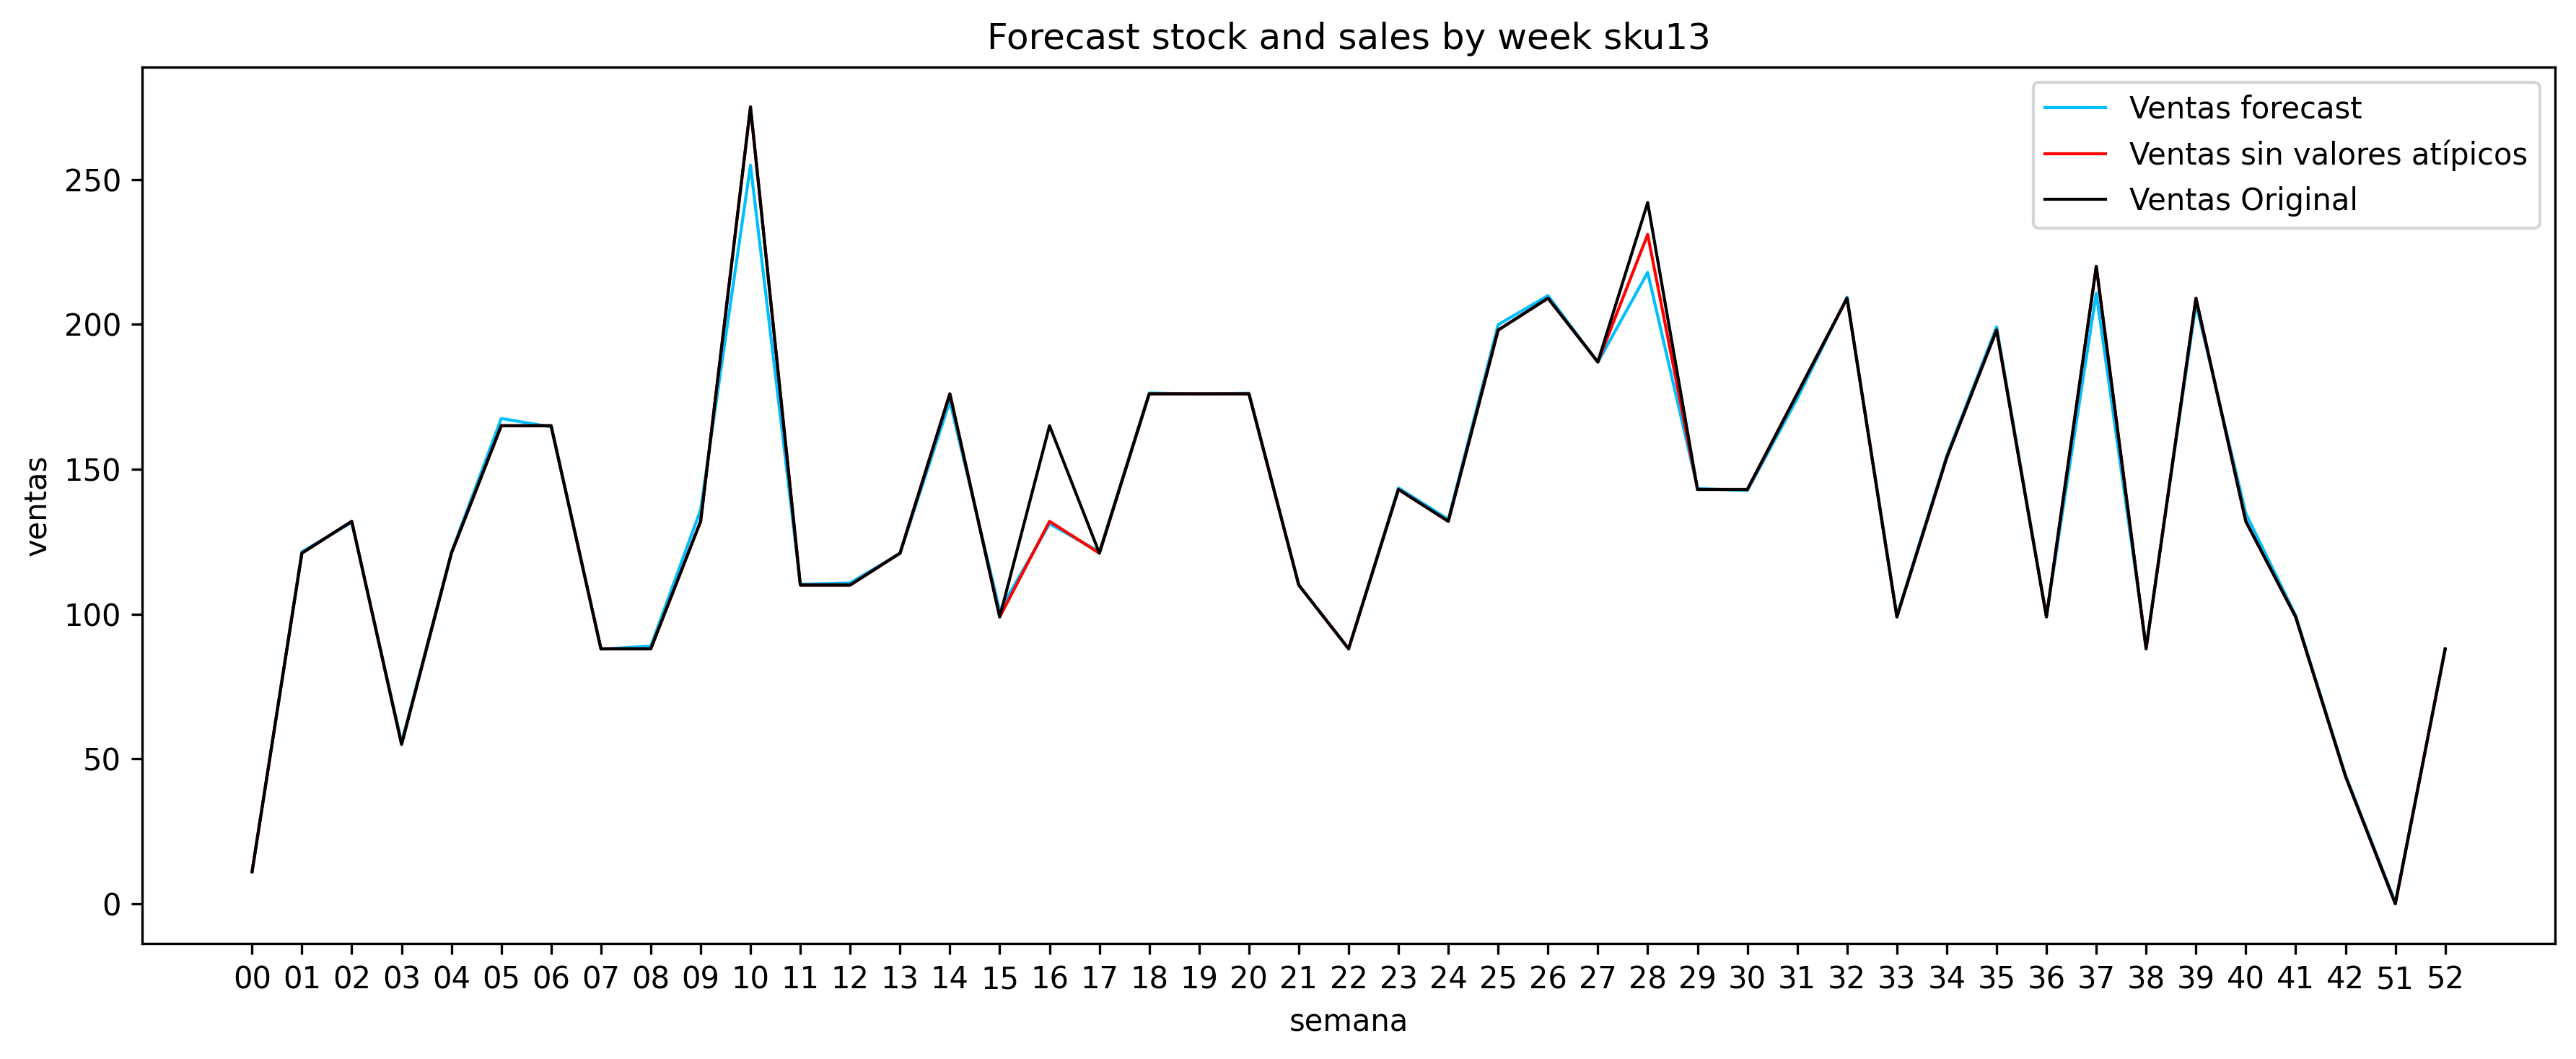 Forecast stock and sales by week sku13
Ventas forecast
Ventas sin valores atípicos
Ventas Original
250
200
150
100
50
0
ventas
00 01 02 03 04 05 06 07 08 09 10 11 12 13 14 15 16 17 18 19 20 21 22 23 24 25 26 27 28 29 30 31 32 33 34 35 36 37 38 39 40 41 42 51 52
semana